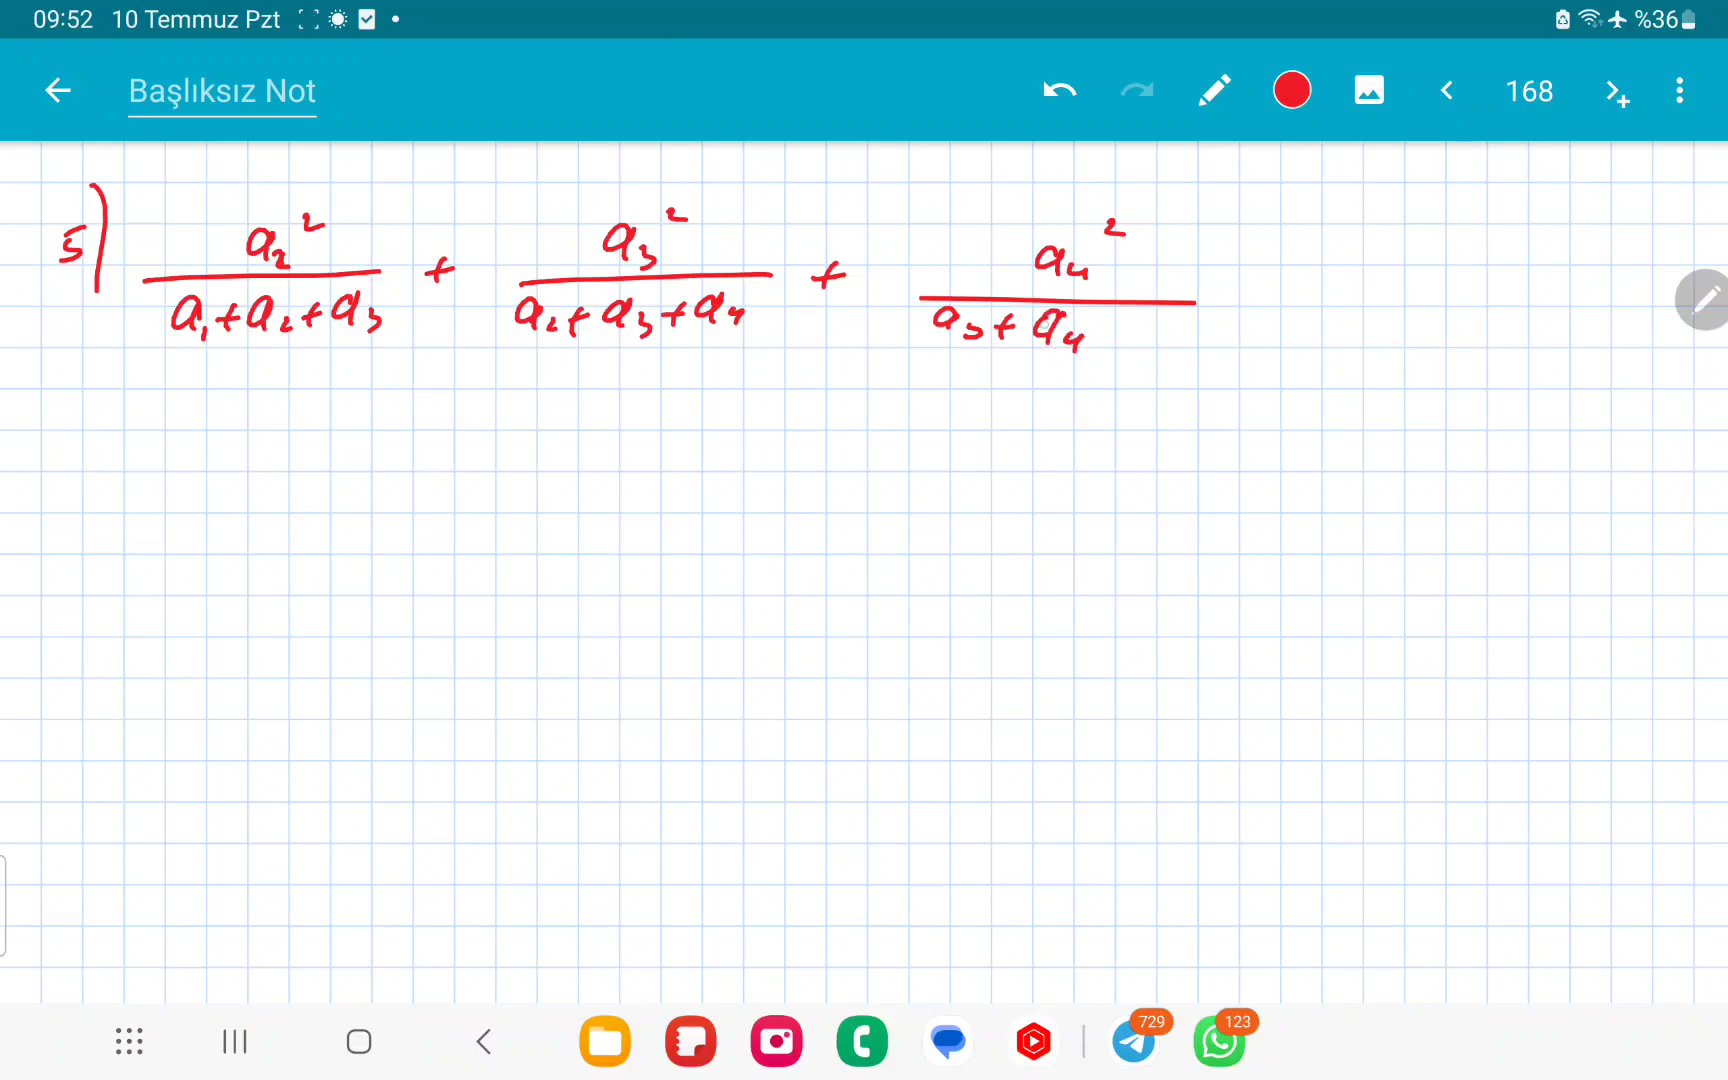 09:52 10 Temmuz Pzt %36
Başlıksız Not 168
5) a₂² / (a₁+a₂+a₃) + a₃² / (a₂+a₃+a₄) + a₄² / (a₃+a₄
729 123